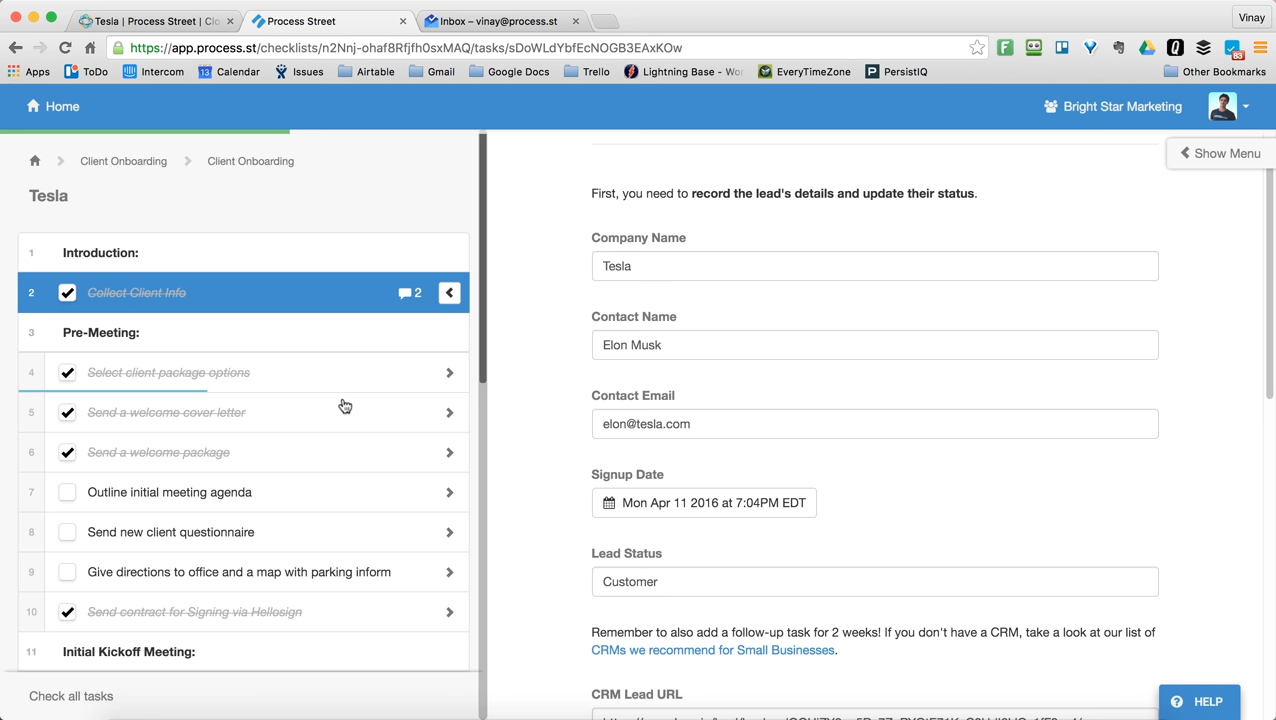 Tesla | Process Street | Clo
Process Street
Inbox – vinay@process.st
Vinay
https://app.process.st/checklists/n2Nnj-ohaf8Rfjfh0sxMAQ/tasks/sDoWLdYbfEcNOGB3EAxKOw
83
Apps
ToDo
Intercom
13 Calendar
Issues
Airtable
Gmail
Google Docs
Trello
Lightning Base - Wor
EveryTimeZone
PersistIQ
Other Bookmarks
Home
Bright Star Marketing
Client Onboarding
Client Onboarding
Show Menu
Tesla
1 Introduction:
2 Collect Client Info 2
3 Pre-Meeting:
4 Select client package options
5 Send a welcome cover letter
6 Send a welcome package
7 Outline initial meeting agenda
8 Send new client questionnaire
9 Give directions to office and a map with parking inform
10 Send contract for Signing via Hellosign
11 Initial Kickoff Meeting:
Check all tasks
First, you need to record the lead's details and update their status.
Company Name
Tesla
Contact Name
Elon Musk
Contact Email
elon@tesla.com
Signup Date
Mon Apr 11 2016 at 7:04PM EDT
Lead Status
Customer
Remember to also add a follow-up task for 2 weeks! If you don't have a CRM, take a look at our list of
CRMs we recommend for Small Businesses.
CRM Lead URL
HELP